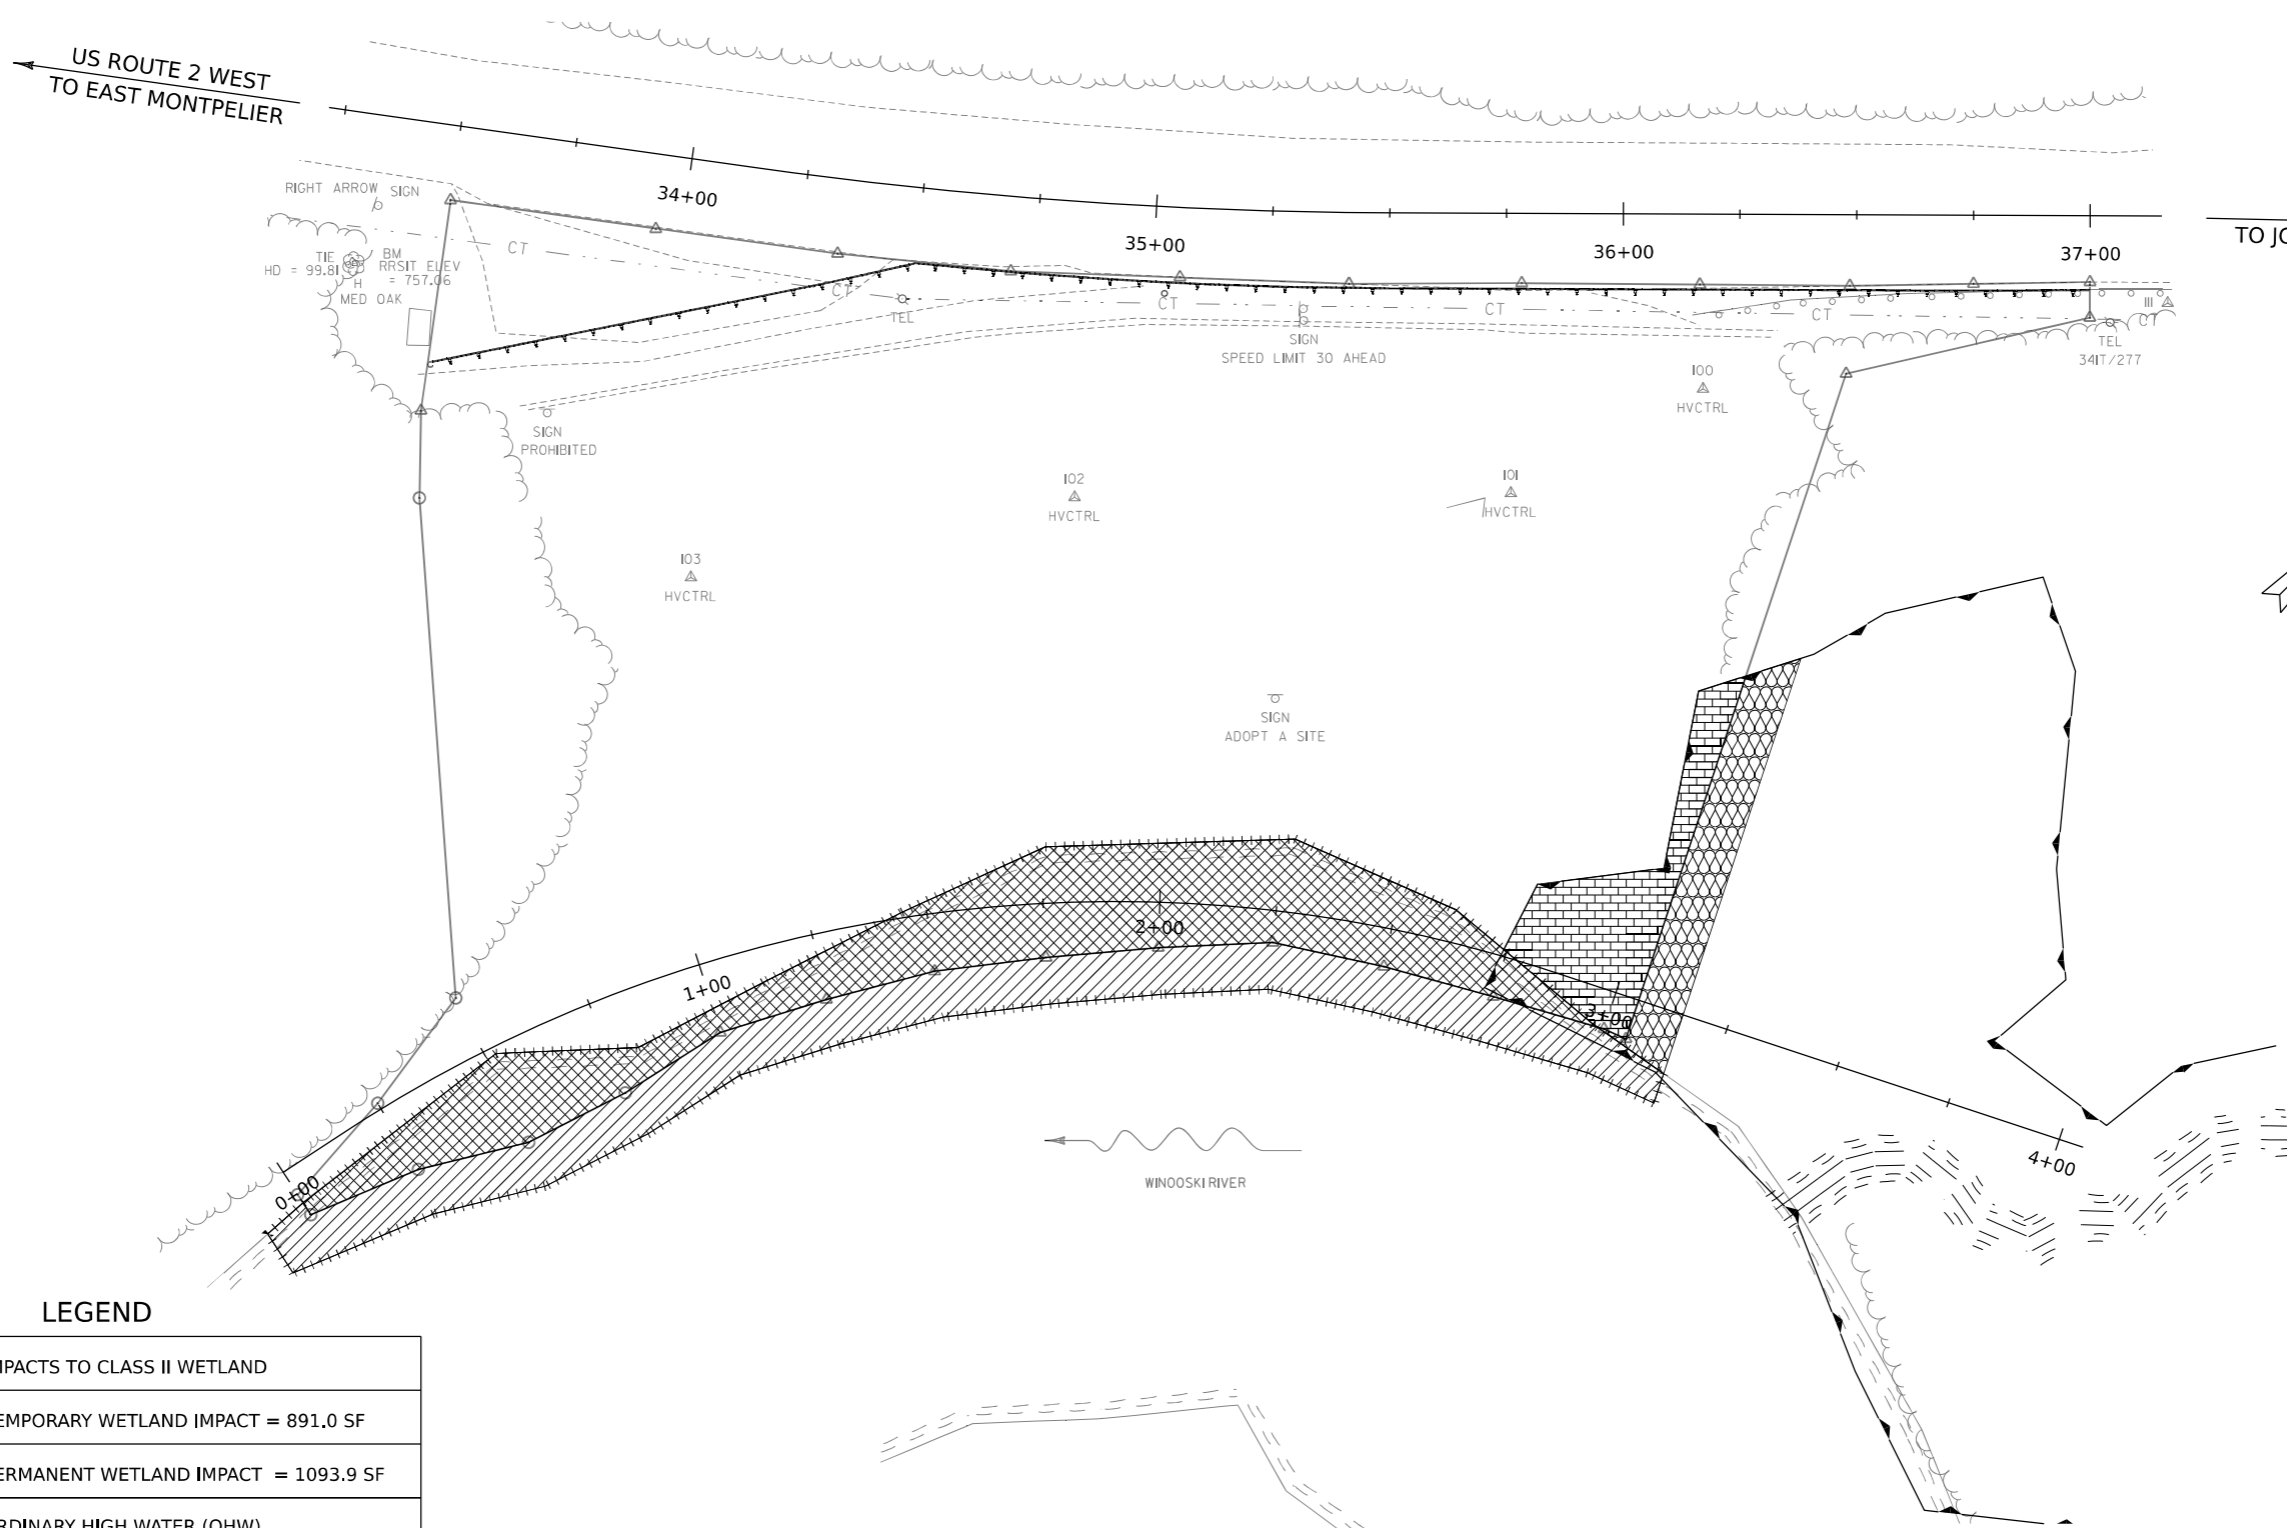 US ROUTE 2 WEST
TO EAST MONTPELIER
34+00
35+00
36+00
37+00
TO JO
RIGHT ARROW SIGN
TIE
HD = 99.81
BM
RRSIT ELEV
= 757.06
H
MED OAK
CT
CT
CT
CT
CT
CT
TEL
SIGN
SPEED LIMIT 30 AHEAD
III
TEL
341T/277
100
HVCTRL
SIGN
PROHIBITED
102
HVCTRL
101
HVCTRL
103
HVCTRL
SIGN
ADOPT A SITE
0+00
1+00
2+00
3+00
4+00
WINOOSKI RIVER
LEGEND
MPACTS TO CLASS II WETLAND
EMPORARY WETLAND IMPACT = 891.0 SF
ERMANENT WETLAND IMPACT = 1093.9 SF
RDINARY HIGH WATER (OHW)